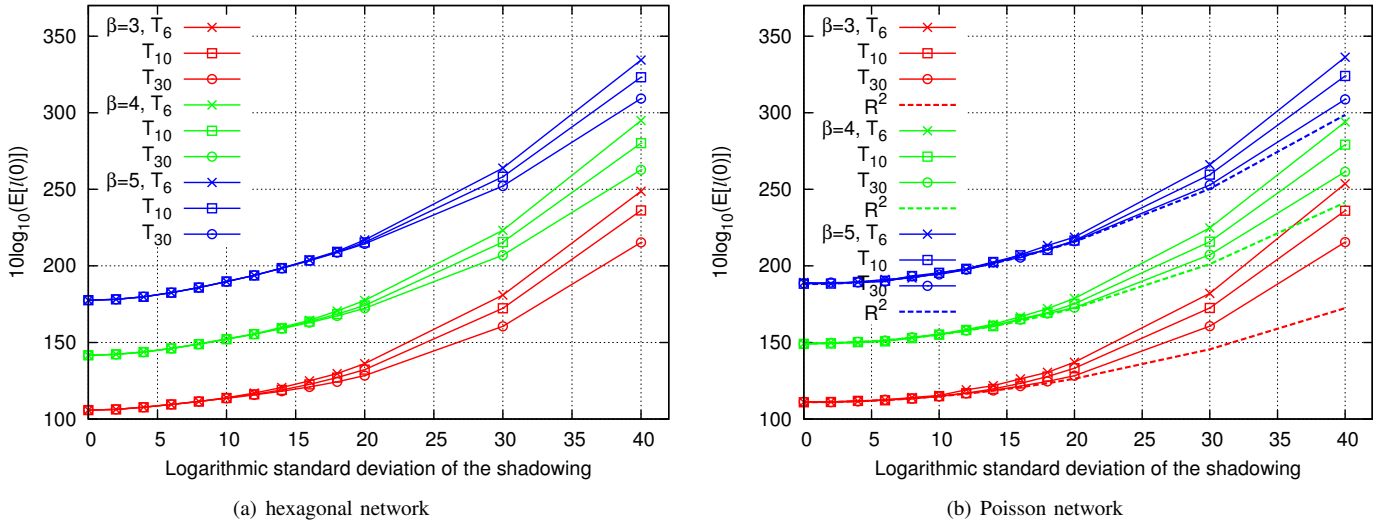 350
300
250
200
150
100
10log10(E[l(0)])
β=3, T6
T10
T30
β=4, T6
T10
T30
β=5, T6
T10
T30
0 5 10 15 20 25 30 35 40
Logarithmic standard deviation of the shadowing
(a) hexagonal network
350
300
250
200
150
100
10log10(E[l(0)])
β=3, T6
T10
T30
R2
β=4, T6
T10
T30
R2
β=5, T6
T10
T30
R2
0 5 10 15 20 25 30 35 40
Logarithmic standard deviation of the shadowing
(b) Poisson network